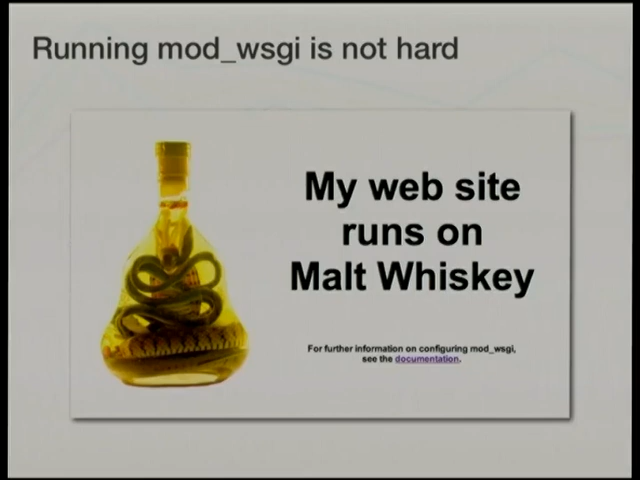 Running mod_wsgi is not hard
My web site
runs on
Malt Whiskey
For further information on configuring mod_wsgi,
see the documentation.